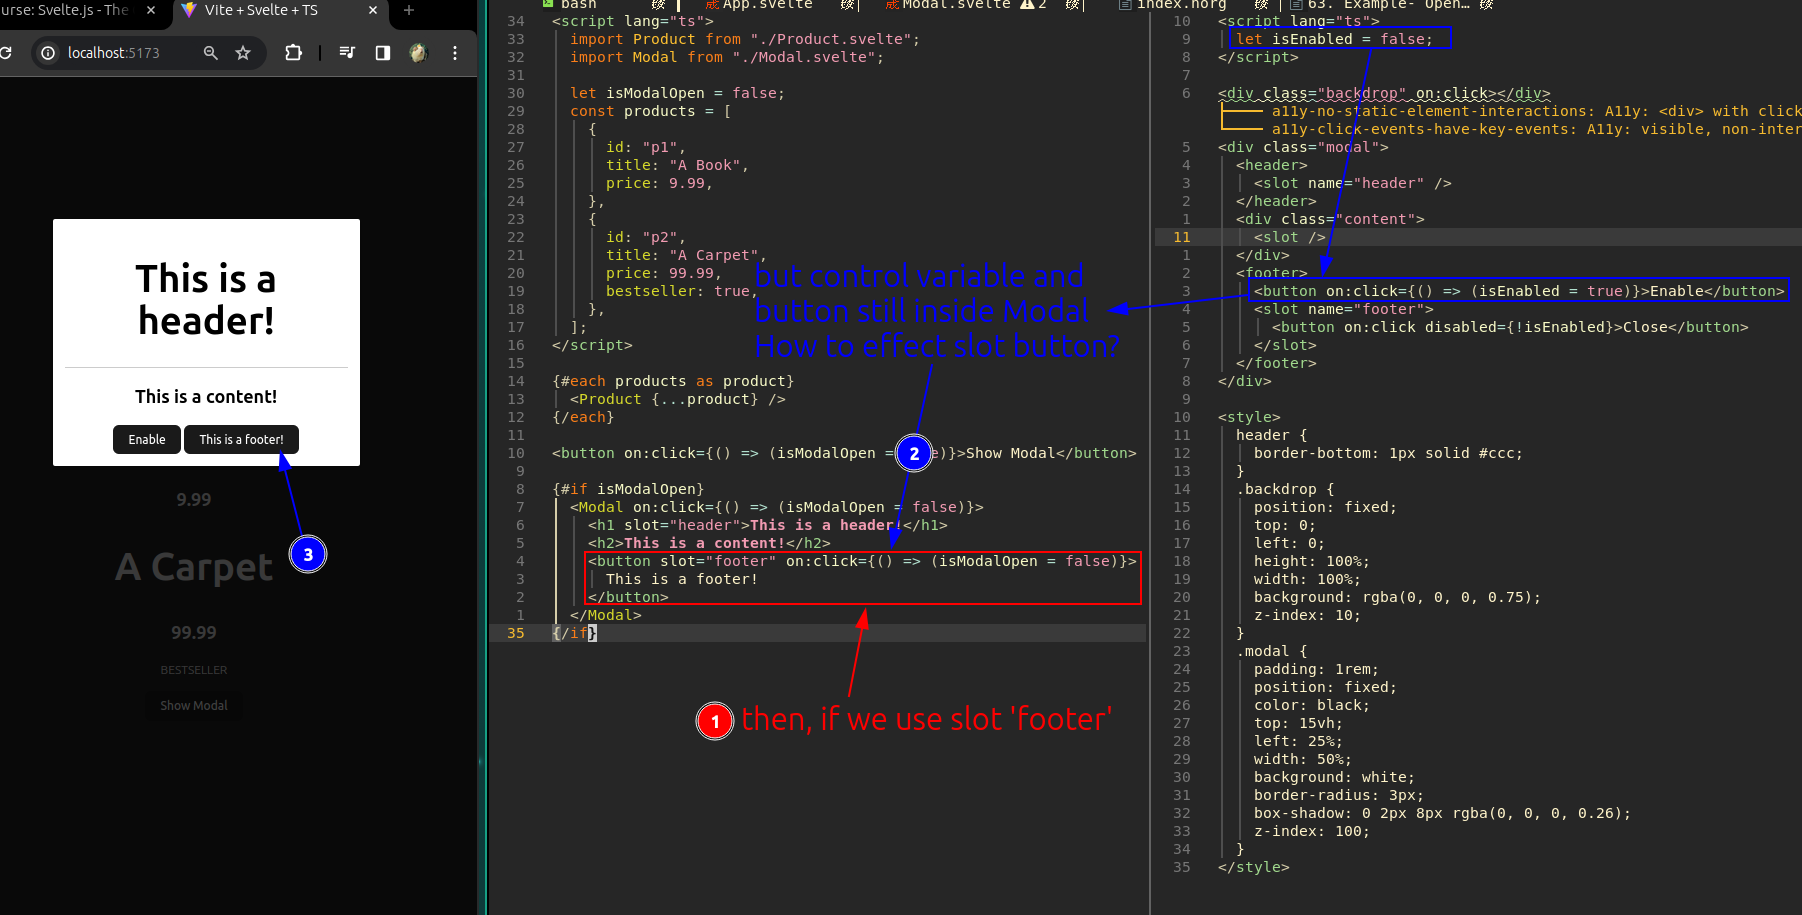 urse: Svelte.Js - The
Vite + Svelte + TS
localhost:5173
This is a
header!
This is a content!
Enable
This is a footer!
9.99
3
A Carpet
99.99
BESTSELLER
Show Modal
bash
App.svelte
Modal.svelte 2
index.norg
63. Example- Open…
34 <script lang="ts">
33 import Product from "./Product.svelte";
32 import Modal from "./Modal.svelte";
31
30 let isModalOpen = false;
29 const products = [
28 {
27 id: "p1",
26 title: "A Book",
25 price: 9.99,
24 },
23 {
22 id: "p2",
21 title: "A Carpet",
20 price: 99.99,
19 bestseller: true,
18 },
17 ];
16 </script>
15
14 {#each products as product}
13 <Product {...product} />
12 {/each}
11
10 <button on:click={() => (isModalOpen = e)}>Show Modal</button>
9
8 {#if isModalOpen}
7 <Modal on:click={() => (isModalOpen = false)}>
6 <h1 slot="header">This is a header!</h1>
5 <h2>This is a content!</h2>
4 <button slot="footer" on:click={() => (isModalOpen = false)}>
3 This is a footer!
2 </button>
1 </Modal>
35 {/if}
but control variable and
button still inside Modal
How to effect slot button?
2
1 then, if we use slot 'footer'
10 <script lang="ts">
9 let isEnabled = false;
8 </script>
7
6 <div class="backdrop" on:click></div>
a11y-no-static-element-interactions: A11y: <div> with click
a11y-click-events-have-key-events: A11y: visible, non-inter
5 <div class="modal">
4 <header>
3 <slot name="header" />
2 </header>
1 <div class="content">
11 <slot />
1 </div>
2 <footer>
3 <button on:click={() => (isEnabled = true)}>Enable</button>
4 <slot name="footer">
5 <button on:click disabled={!isEnabled}>Close</button>
6 </slot>
7 </footer>
8 </div>
9
10 <style>
11 header {
12 border-bottom: 1px solid #ccc;
13 }
14 .backdrop {
15 position: fixed;
16 top: 0;
17 left: 0;
18 height: 100%;
19 width: 100%;
20 background: rgba(0, 0, 0, 0.75);
21 z-index: 10;
22 }
23 .modal {
24 padding: 1rem;
25 position: fixed;
26 color: black;
27 top: 15vh;
28 left: 25%;
29 width: 50%;
30 background: white;
31 border-radius: 3px;
32 box-shadow: 0 2px 8px rgba(0, 0, 0, 0.26);
33 z-index: 100;
34 }
35 </style>